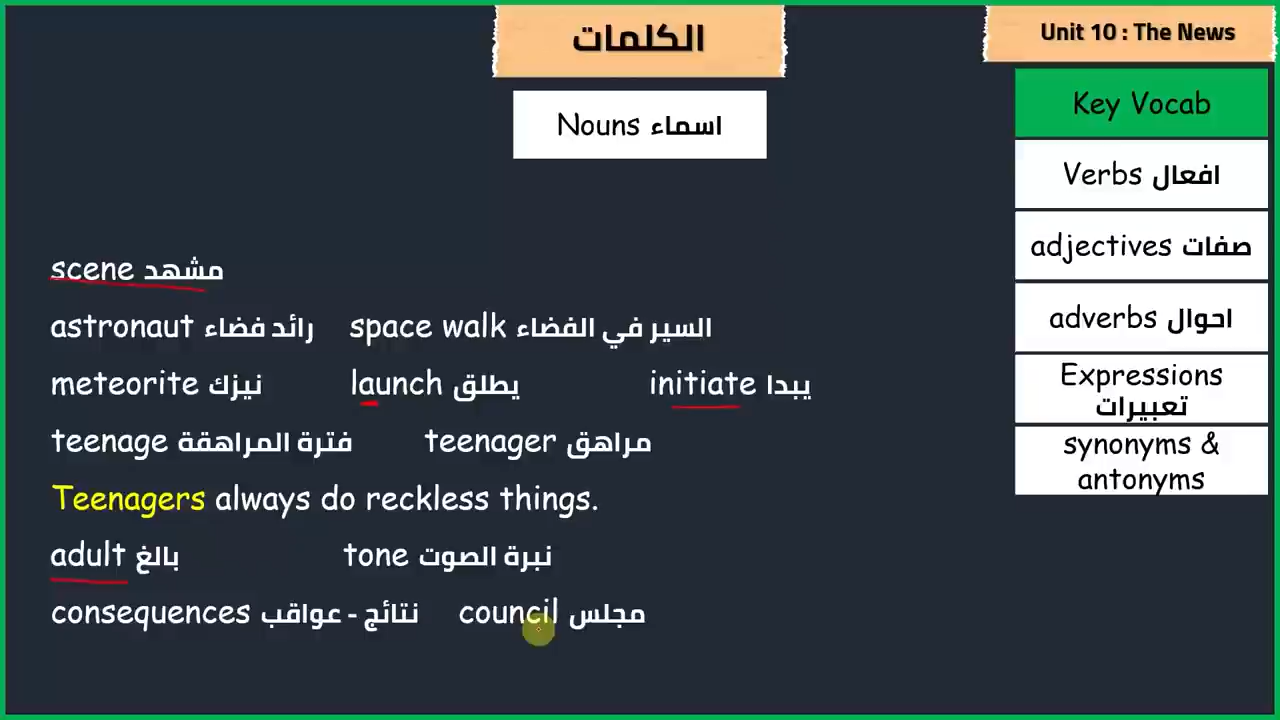 الكلمات
Nouns اسماء
scene مشهد
astronaut رائد فضاء space walk السير في الفضاء
meteorite نيزك launch يطلق initiate يبدا
teenage فترة المراهقة teenager مراهق
Teenagers always do reckless things.
adult بالغ tone نبرة الصوت
consequences نتائج - عواقب council مجلس
Unit 10 : The News
Key Vocab
Verbs افعال
adjectives صفات
adverbs احوال
Expressions
تعبيرات
synonyms &
antonyms